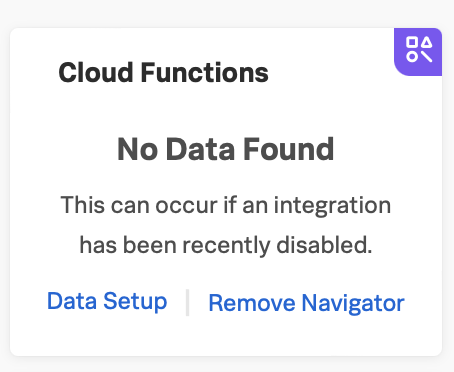 Cloud Functions
No Data Found
This can occur if an integration
has been recently disabled.
Data Setup | Remove Navigator